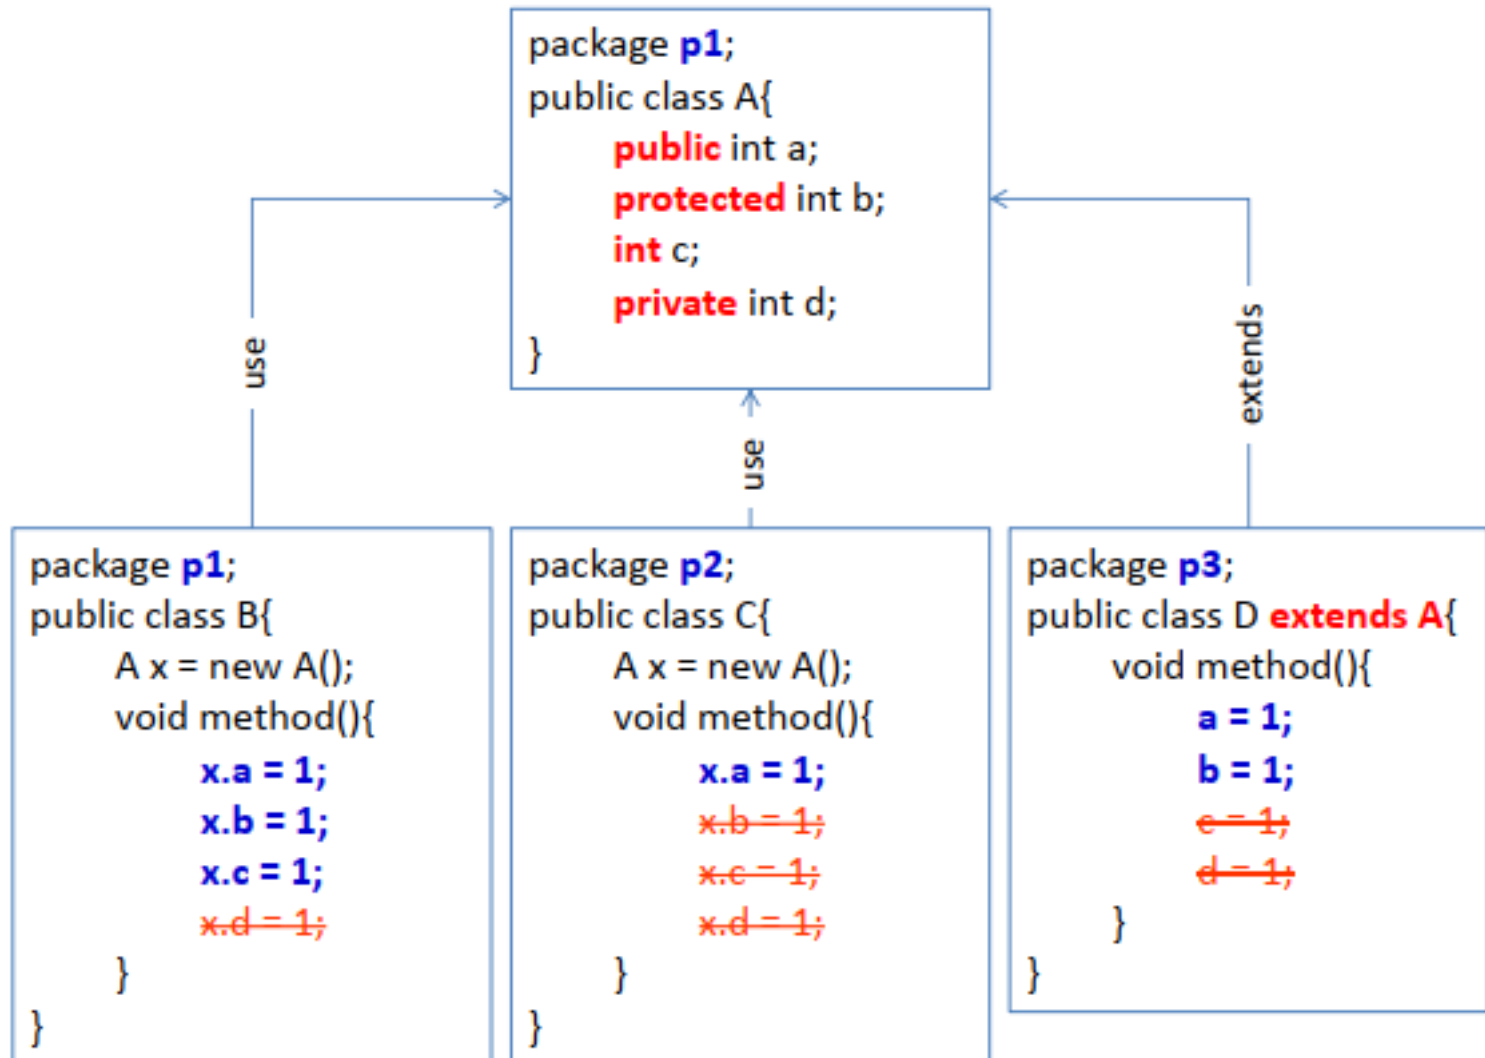 package p1;
public class A{
public int a;
protected int b;
int c;
private int d;
}
use
use
extends
package p1;
public class B{
A x = new A();
void method(){
x.a = 1;
x.b = 1;
x.c = 1;
x.d = 1;
}
}
package p2;
public class C{
A x = new A();
void method(){
x.a = 1;
x.b = 1;
x.c = 1;
x.d = 1;
}
}
package p3;
public class D extends A{
void method(){
a = 1;
b = 1;
c = 1;
d = 1;
}
}